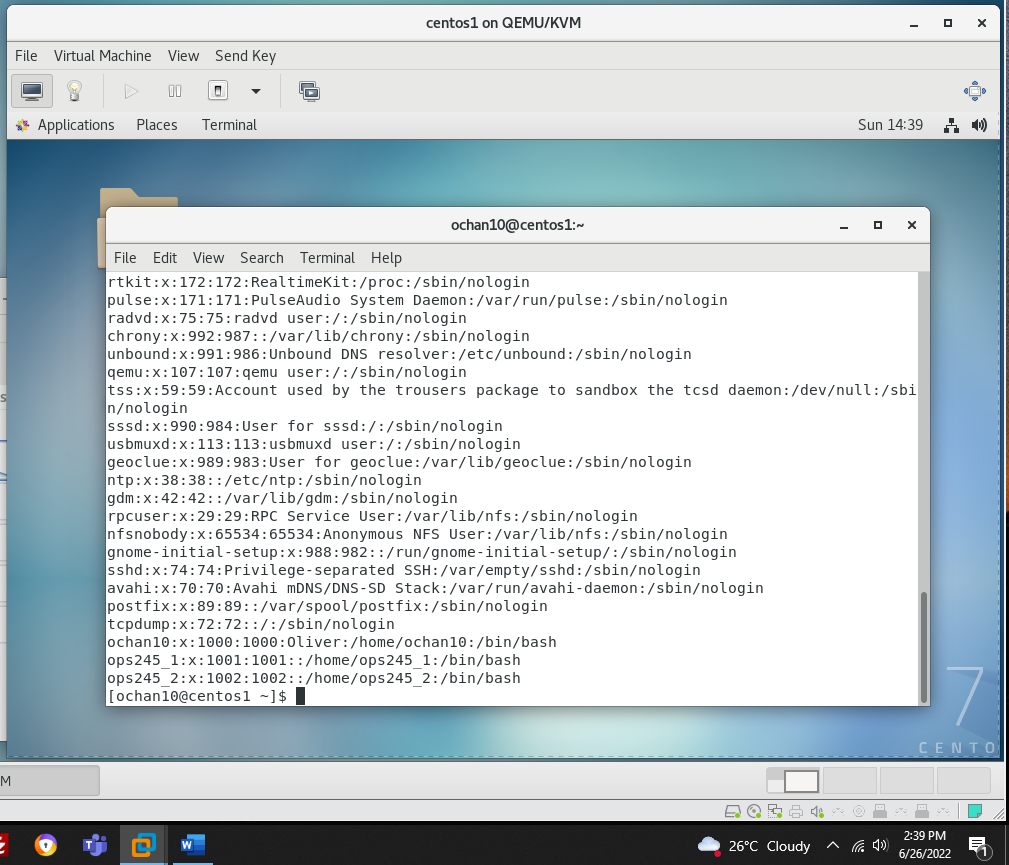 centos1 on QEMU/KVM
File Virtual Machine View Send Key
Applications Places Terminal Sun 14:39
ochan10@centos1:~
File Edit View Search Terminal Help
rtkit:x:172:172:RealtimeKit:/proc:/sbin/nologin
pulse:x:171:171:PulseAudio System Daemon:/var/run/pulse:/sbin/nologin
radvd:x:75:75:radvd user:/:/sbin/nologin
chrony:x:992:987::/var/lib/chrony:/sbin/nologin
unbound:x:991:986:Unbound DNS resolver:/etc/unbound:/sbin/nologin
qemu:x:107:107:qemu user:/:/sbin/nologin
tss:x:59:59:Account used by the trousers package to sandbox the tcsd daemon:/dev/null:/sbi
n/nologin
sssd:x:990:984:User for sssd:/:/sbin/nologin
usbmuxd:x:113:113:usbmuxd user:/:/sbin/nologin
geoclue:x:989:983:User for geoclue:/var/lib/geoclue:/sbin/nologin
ntp:x:38:38::/etc/ntp:/sbin/nologin
gdm:x:42:42::/var/lib/gdm:/sbin/nologin
rpcuser:x:29:29:RPC Service User:/var/lib/nfs:/sbin/nologin
nfsnobody:x:65534:65534:Anonymous NFS User:/var/lib/nfs:/sbin/nologin
gnome-initial-setup:x:988:982::/run/gnome-initial-setup/:/sbin/nologin
sshd:x:74:74:Privilege-separated SSH:/var/empty/sshd:/sbin/nologin
avahi:x:70:70:Avahi mDNS/DNS-SD Stack:/var/run/avahi-daemon:/sbin/nologin
postfix:x:89:89::/var/spool/postfix:/sbin/nologin
tcpdump:x:72:72::/:/sbin/nologin
ochan10:x:1000:1000:Oliver:/home/ochan10:/bin/bash
ops245_1:x:1001:1001::/home/ops245_1:/bin/bash
ops245_2:x:1002:1002::/home/ops245_2:/bin/bash
[ochan10@centos1 ~]$
7
CENTO
M
26°C Cloudy 2:39 PM
6/26/2022
1